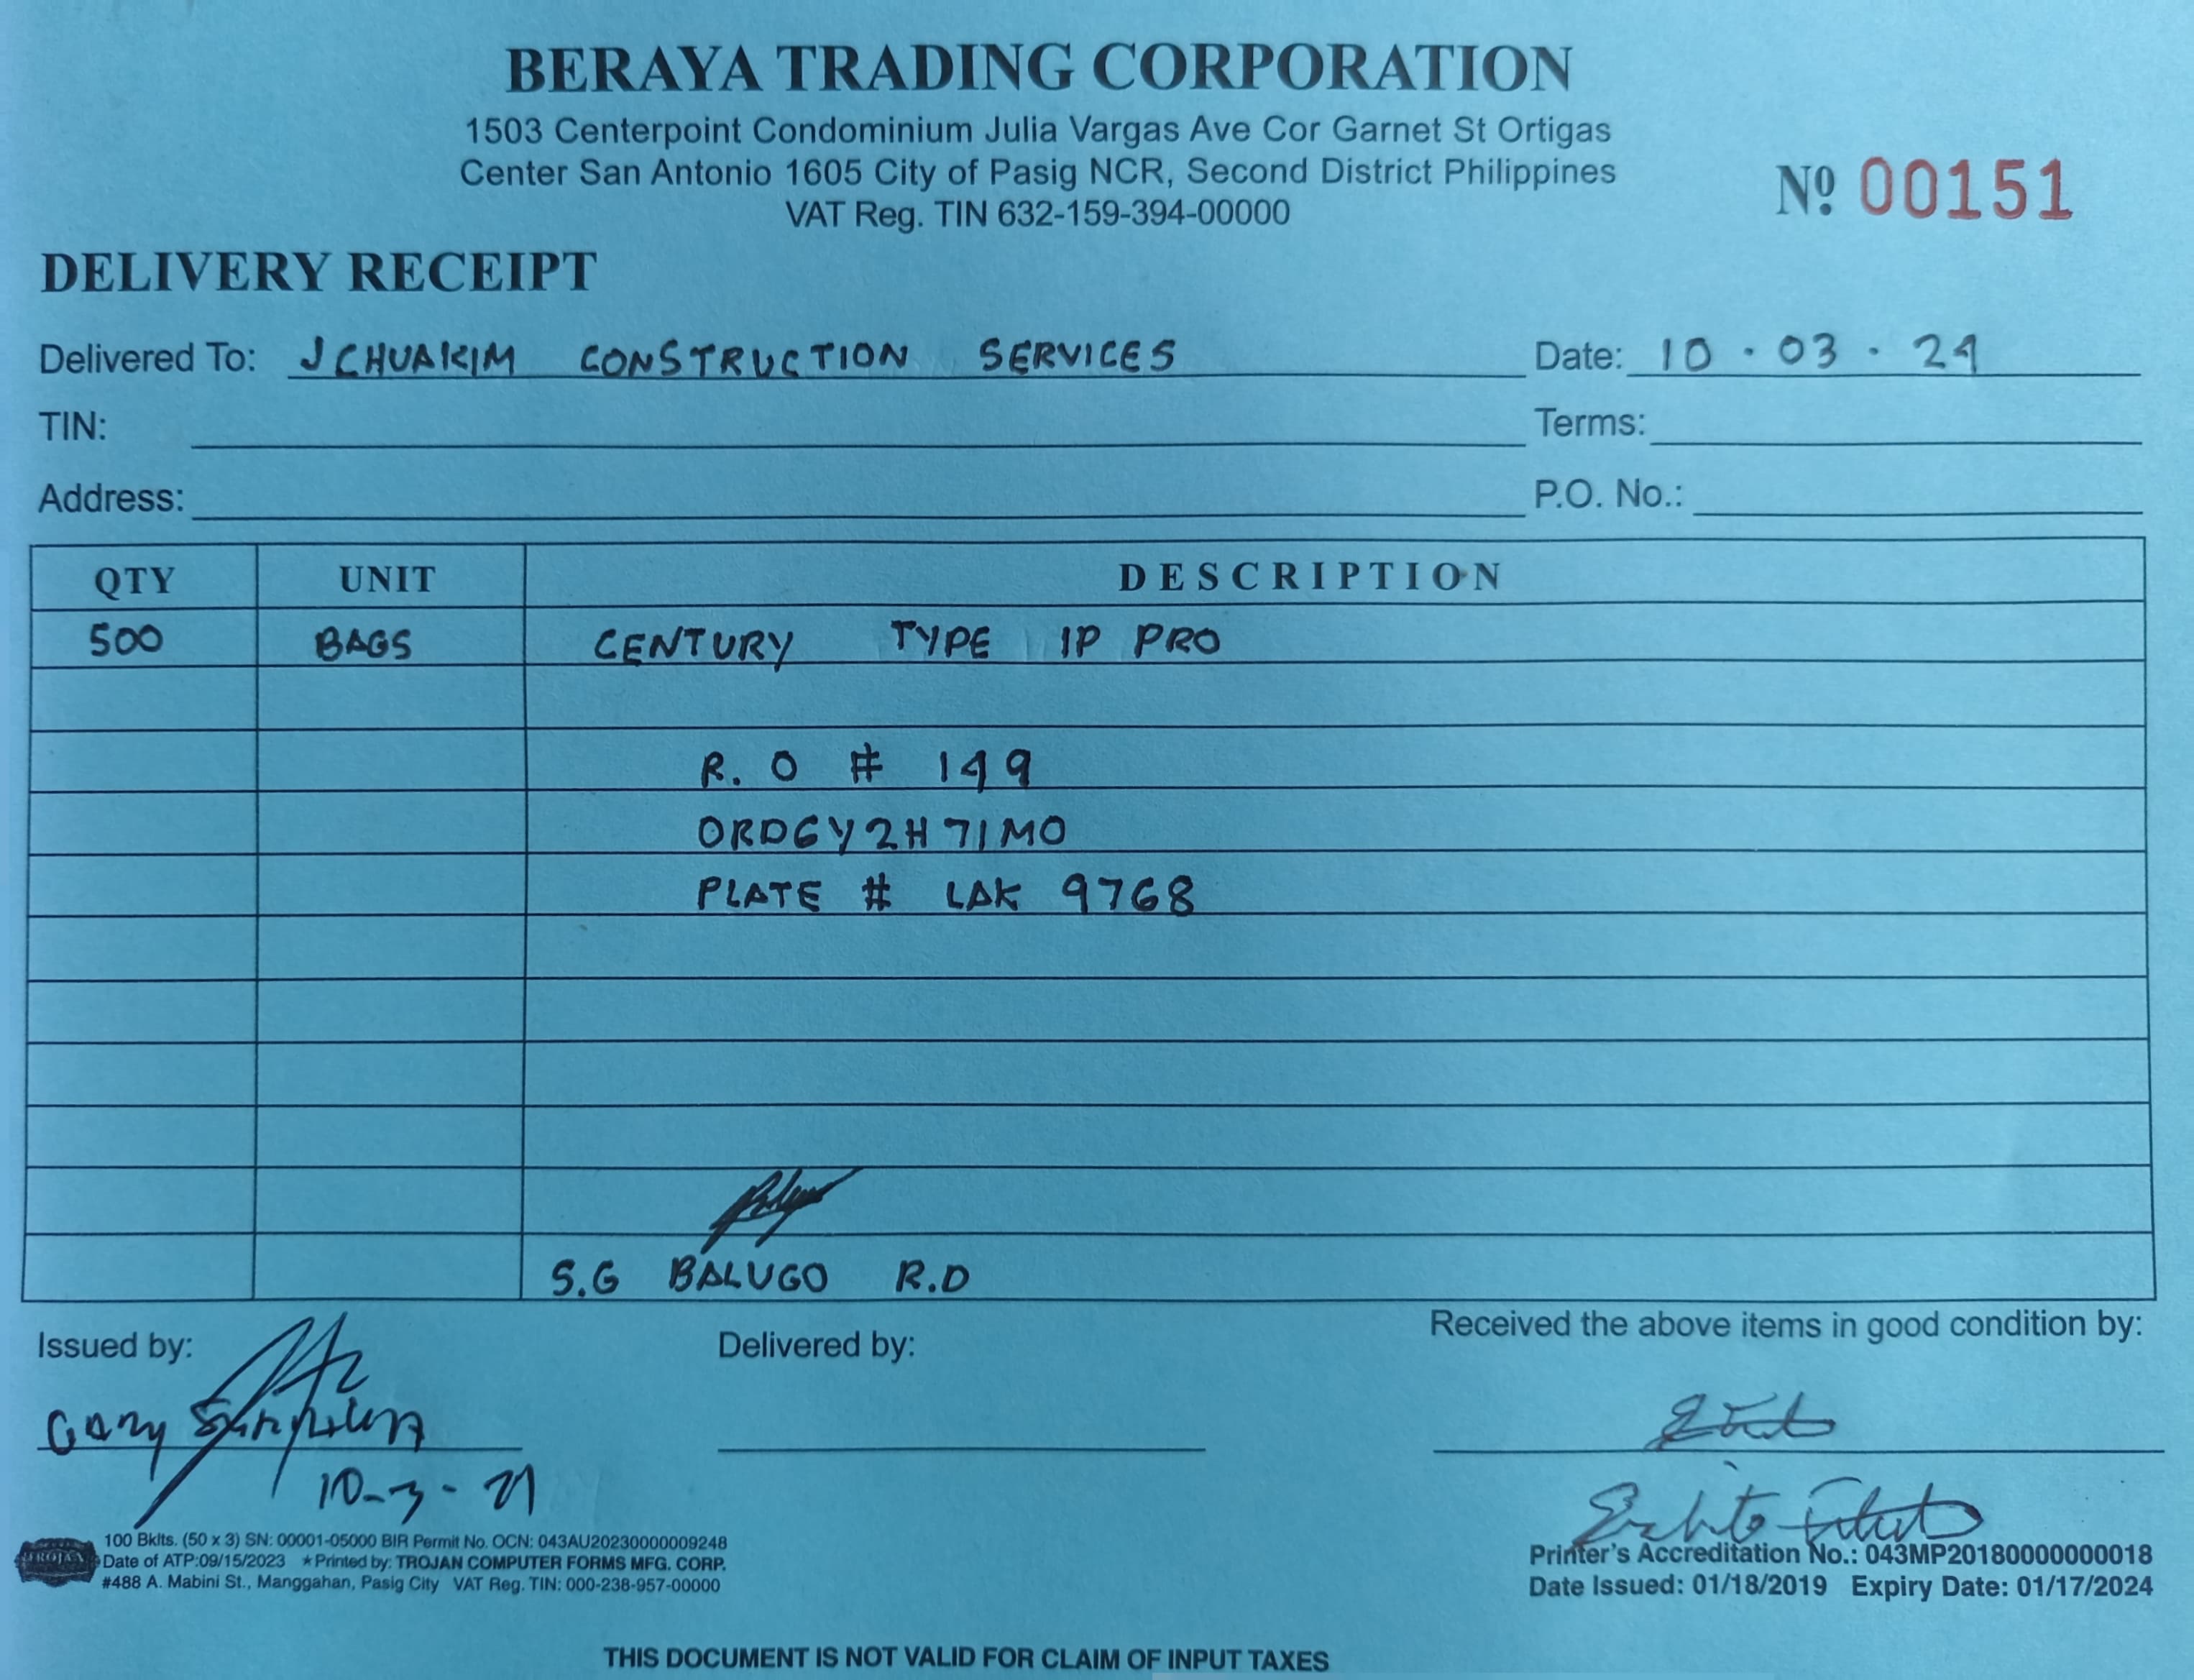 BERAYA TRADING CORPORATION
1503 Centerpoint Condominium Julia Vargas Ave Cor Garnet St Ortigas
Center San Antonio 1605 City of Pasig NCR, Second District Philippines
VAT Reg. TIN 632-159-394-00000
Nº 00151
DELIVERY RECEIPT
Delivered To: JCHUAKIM CONSTRUCTION SERVICES Date: 10 · 03 · 24
TIN: Terms:
Address: P.O. No.:
QTY UNIT DESCRIPTION
500 BAGS CENTURY TYPE 1P PRO
R. O # 149
ORD6Y2H71MO
PLATE # LAK 9768
S.G BALUGO R.D
Issued by: Delivered by: Received the above items in good condition by:
Gary
10-3-24
100 Bklts. (50 x 3) SN: 00001-05000 BIR Permit No. OCN: 043AU20230000009248
Date of ATP:09/15/2023 ★Printed by: TROJAN COMPUTER FORMS MFG. CORP.
#488 A. Mabini St., Manggahan, Pasig City VAT Reg. TIN: 000-238-957-00000
TROJAN
Printer's Accreditation No.: 043MP20180000000018
Date Issued: 01/18/2019 Expiry Date: 01/17/2024
THIS DOCUMENT IS NOT VALID FOR CLAIM OF INPUT TAXES